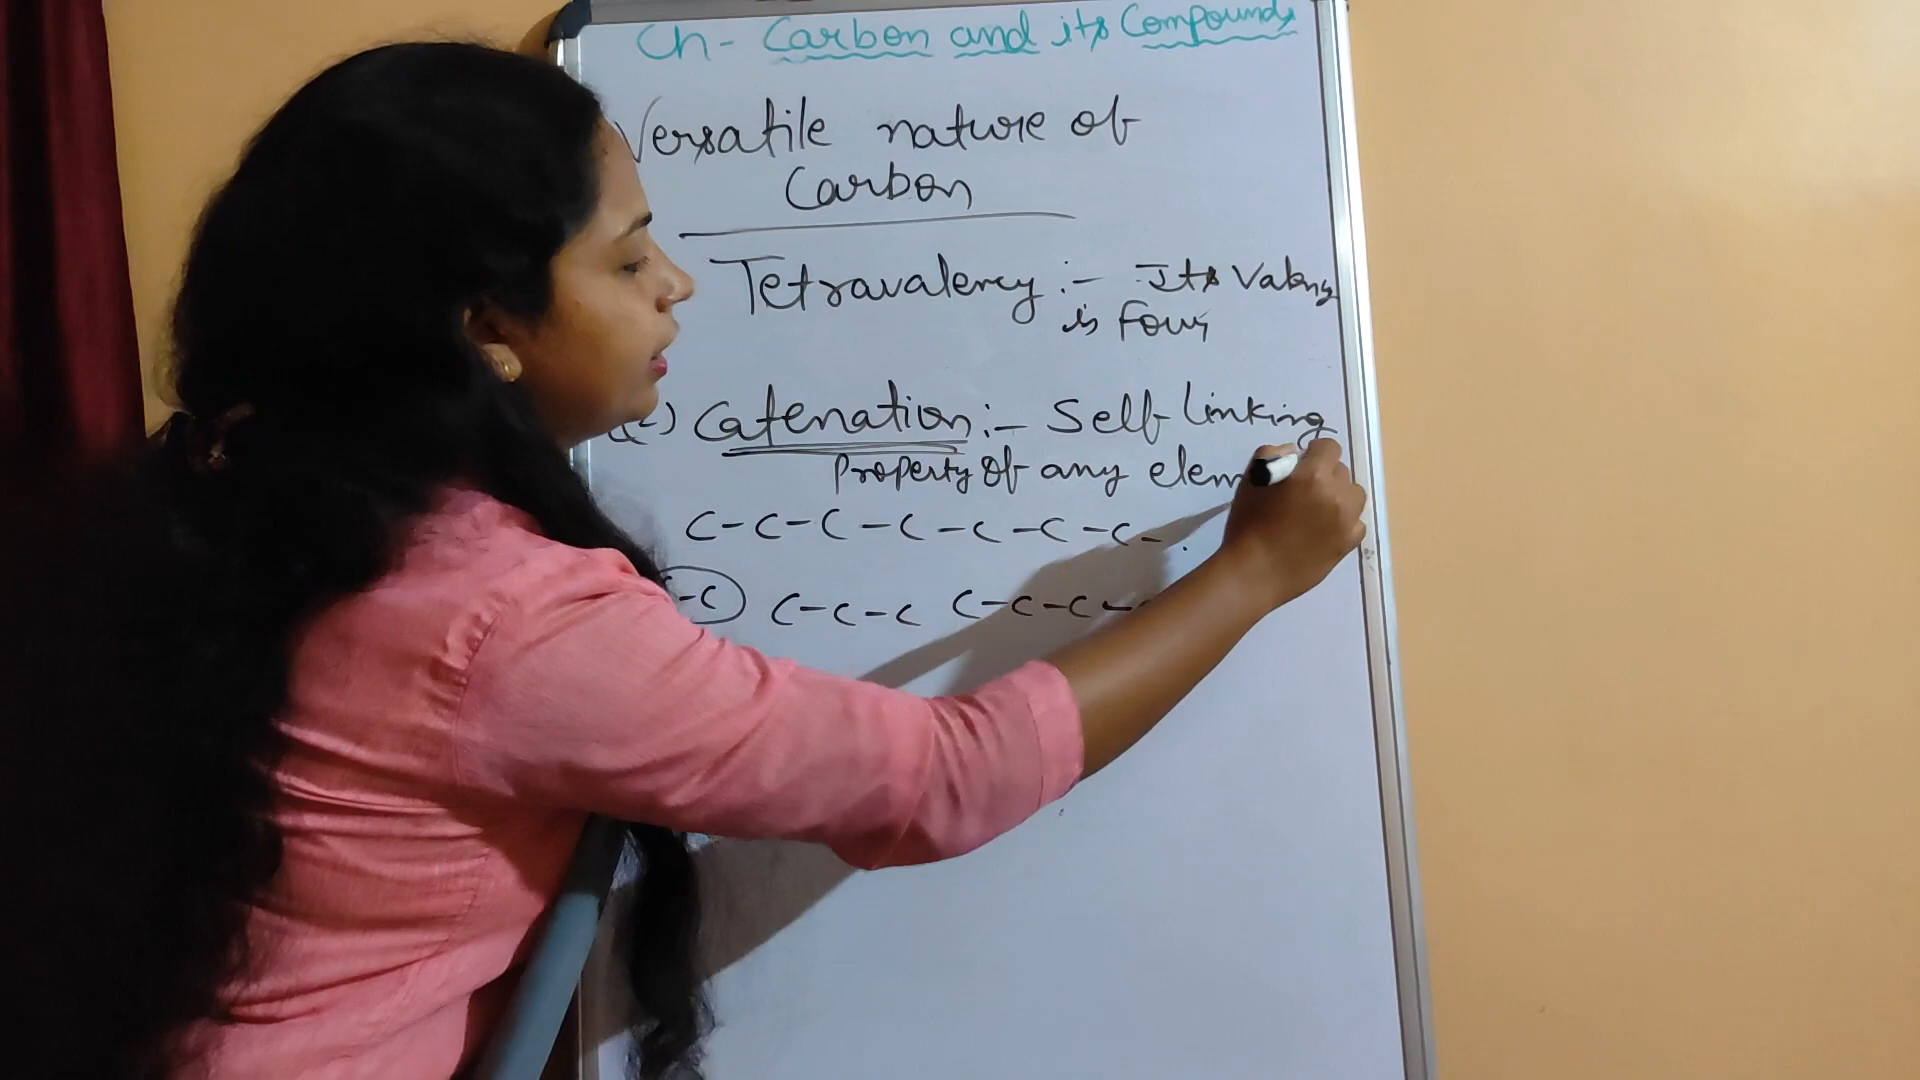 Ch - Carbon and its Compounds
Versatile nature of
Carbon
Tetravalency :- Its Valency
is Four
Catenation :- Self linking
Property of any elem
C-C-C-C-C-C-C-
-C C-C-C C-C-C-